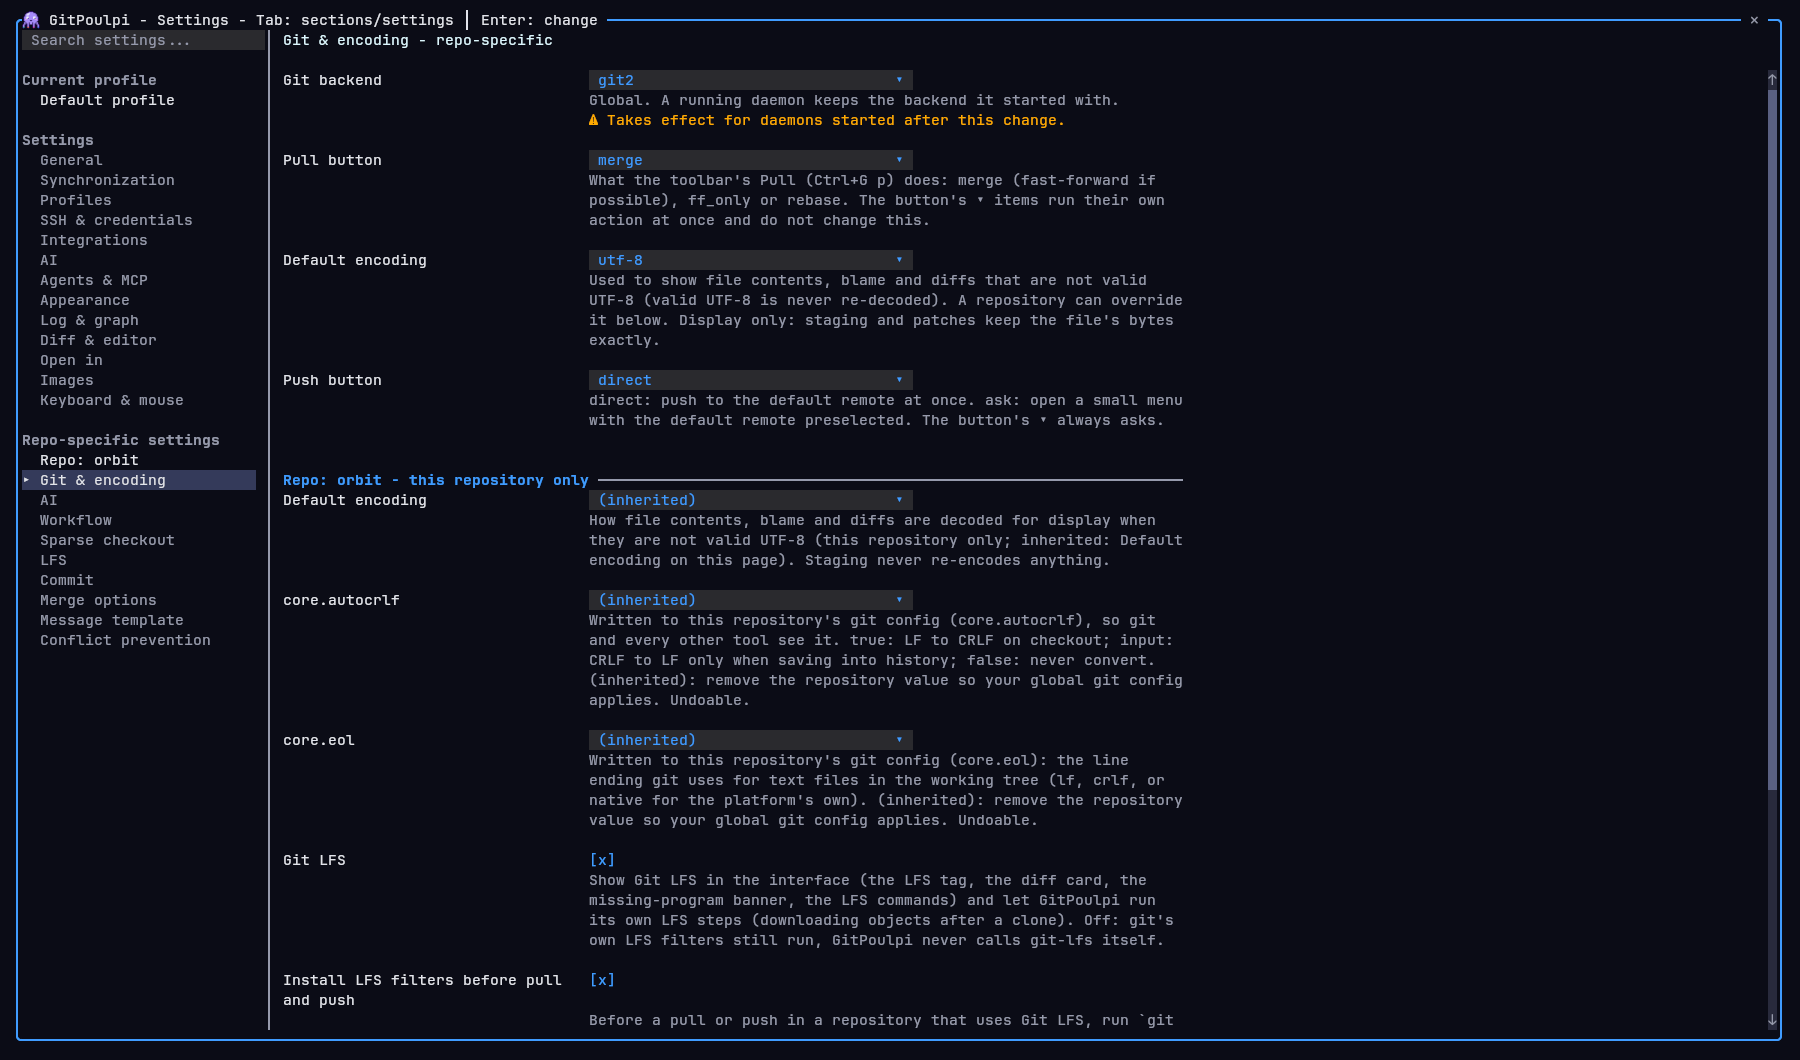 GitPoulpi - Settings - Tab: sections/settings │ Enter: change ×
Search settings...
Current profile
Default profile
Settings
General
Synchronization
Profiles
SSH & credentials
Integrations
AI
Agents & MCP
Appearance
Log & graph
Diff & editor
Open in
Images
Keyboard & mouse
Repo-specific settings
Repo: orbit
▸ Git & encoding
AI
Workflow
Sparse checkout
LFS
Commit
Merge options
Message template
Conflict prevention
Git & encoding - repo-specific
Git backend git2 ▾
Global. A running daemon keeps the backend it started with.
⚠ Takes effect for daemons started after this change.
Pull button merge ▾
What the toolbar's Pull (Ctrl+G p) does: merge (fast-forward if
possible), ff_only or rebase. The button's ▾ items run their own
action at once and do not change this.
Default encoding utf-8 ▾
Used to show file contents, blame and diffs that are not valid
UTF-8 (valid UTF-8 is never re-decoded). A repository can override
it below. Display only: staging and patches keep the file's bytes
exactly.
Push button direct ▾
direct: push to the default remote at once. ask: open a small menu
with the default remote preselected. The button's ▾ always asks.
Repo: orbit - this repository only
Default encoding (inherited) ▾
How file contents, blame and diffs are decoded for display when
they are not valid UTF-8 (this repository only; inherited: Default
encoding on this page). Staging never re-encodes anything.
core.autocrlf (inherited) ▾
Written to this repository's git config (core.autocrlf), so git
and every other tool see it. true: LF to CRLF on checkout; input:
CRLF to LF only when saving into history; false: never convert.
(inherited): remove the repository value so your global git config
applies. Undoable.
core.eol (inherited) ▾
Written to this repository's git config (core.eol): the line
ending git uses for text files in the working tree (lf, crlf, or
native for the platform's own). (inherited): remove the repository
value so your global git config applies. Undoable.
Git LFS [x]
Show Git LFS in the interface (the LFS tag, the diff card, the
missing-program banner, the LFS commands) and let GitPoulpi run
its own LFS steps (downloading objects after a clone). Off: git's
own LFS filters still run, GitPoulpi never calls git-lfs itself.
Install LFS filters before pull [x]
and push
Before a pull or push in a repository that uses Git LFS, run `git